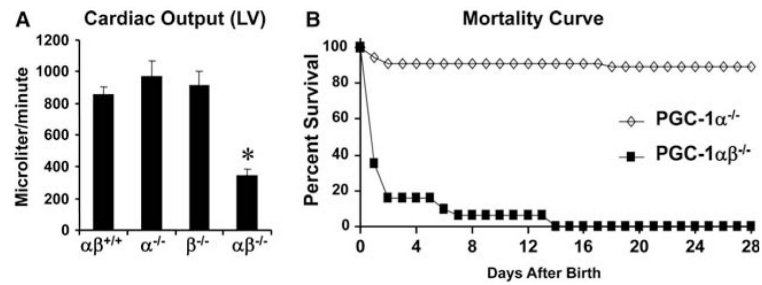 A
Cardiac Output (LV)
Microliter/minute
1200
1000
800
600
400
200
0
*
αβ+/+ α-/- β-/- αβ-/-
B
Mortality Curve
Percent Survival
100
80
60
40
20
0
PGC-1α-/-
PGC-1αβ-/-
0 4 8 12 16 20 24 28
Days After Birth